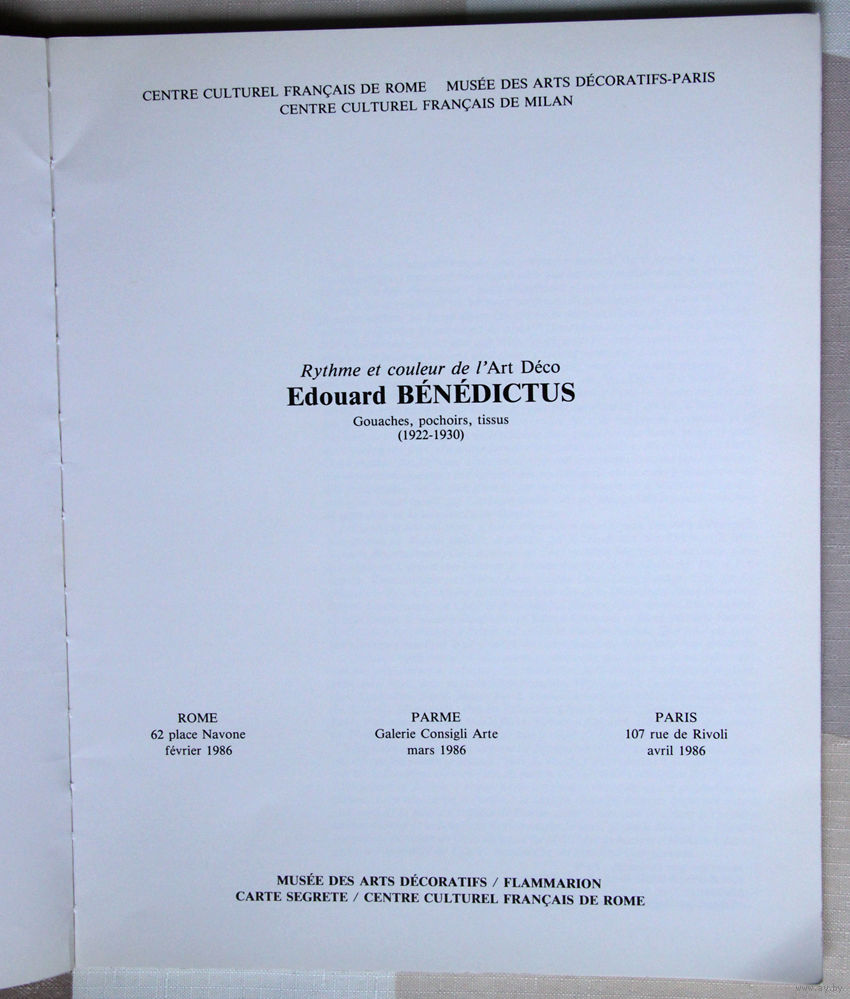 CENTRE CULTUREL FRANÇAIS DE ROME MUSÉE DES ARTS DÉCORATIFS-PARIS
CENTRE CULTUREL FRANÇAIS DE MILAN
Rythme et couleur de l'Art Déco
Edouard BÉNÉDICTUS
Gouaches, pochoirs, tissus
(1922-1930)
ROME
62 place Navone
février 1986
PARME
Galerie Consigli Arte
mars 1986
PARIS
107 rue de Rivoli
avril 1986
MUSÉE DES ARTS DÉCORATIFS / FLAMMARION
CARTE SEGRETE / CENTRE CULTUREL FRANÇAIS DE ROME
www.ay.by